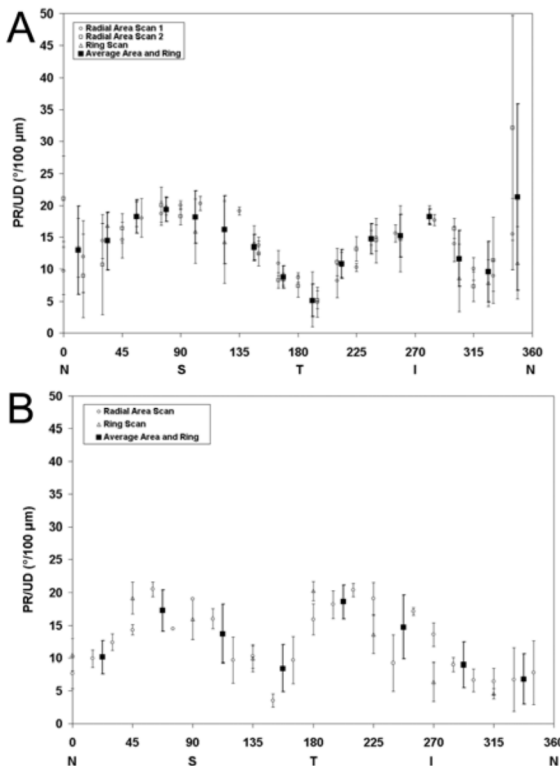 A
Radial Area Scan 1
Radial Area Scan 2
Ring Scan
Average Area and Ring
PR/UD (°/100 µm)
50
45
40
35
30
25
20
15
10
5
0
0 45 90 135 180 225 270 315 360
N S T I N
B
Radial Area Scan
Ring Scan
Average Area and Ring
PR/UD (°/100 µm)
50
45
40
35
30
25
20
15
10
5
0
0 45 90 135 180 225 270 315 360
N S T I N